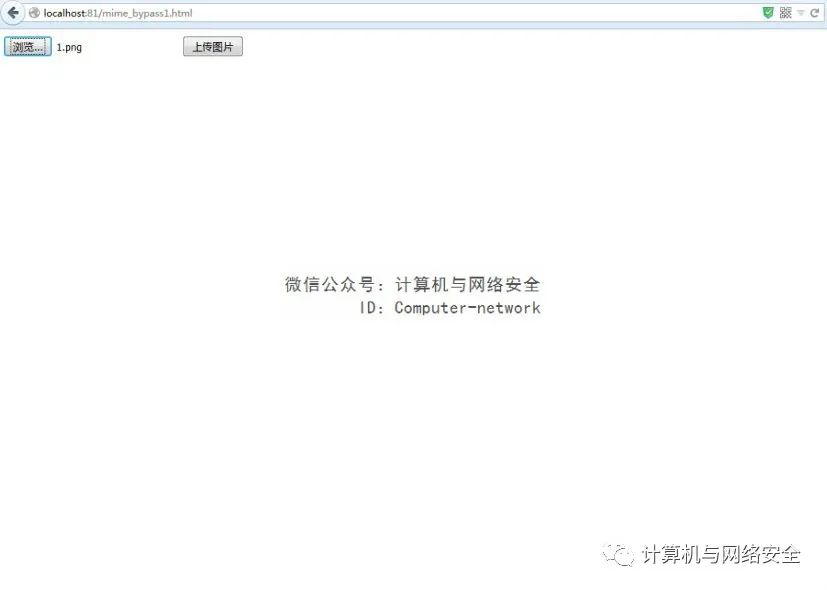 localhost:81/mime_bypass1.html
浏览... 1.png 上传图片
微信公众号：计算机与网络安全
ID：Computer-network
计算机与网络安全